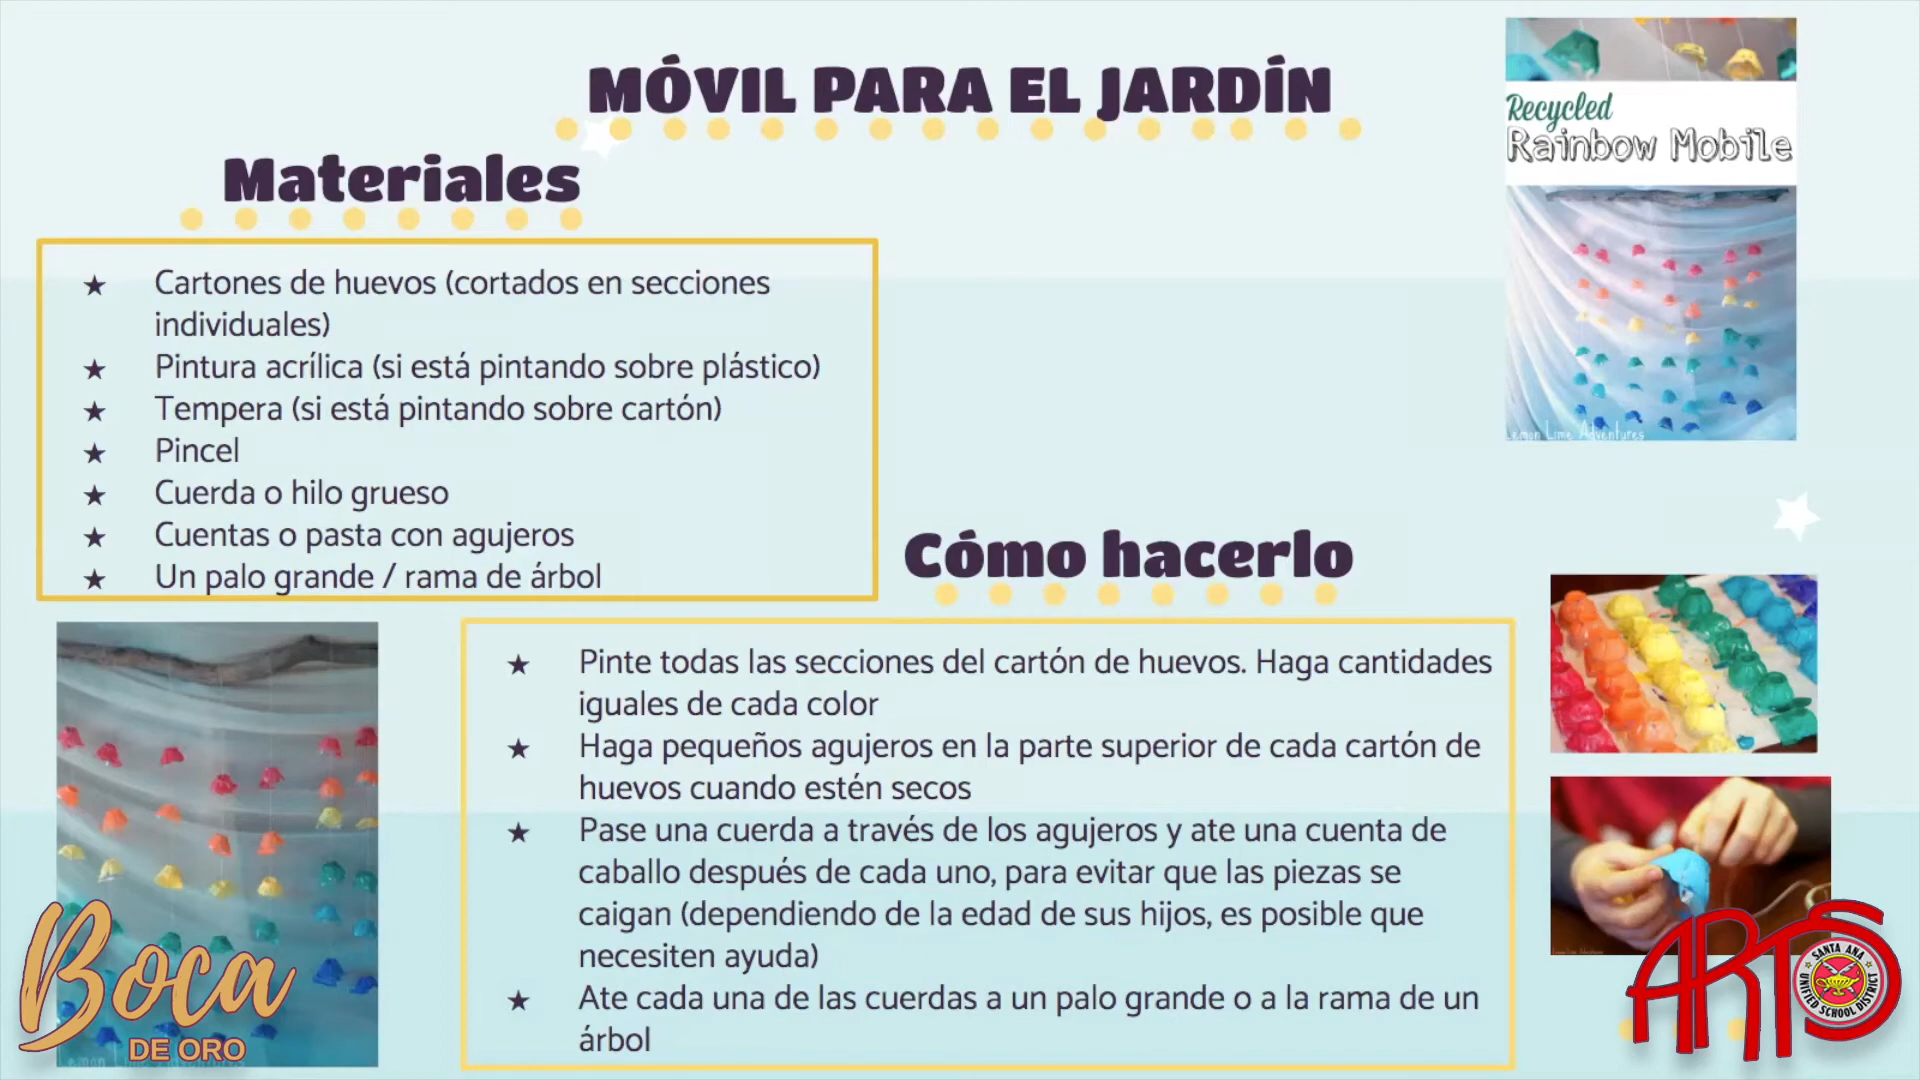 MÓVIL PARA EL JARDÍN
Materiales
★ Cartones de huevos (cortados en secciones
individuales)
★ Pintura acrílica (si está pintando sobre plástico)
★ Tempera (si está pintando sobre cartón)
★ Pincel
★ Cuerda o hilo grueso
★ Cuentas o pasta con agujeros
★ Un palo grande / rama de árbol
Recycled
Rainbow Mobile
Lemon Lime Adventures
Cómo hacerlo
★ Pinte todas las secciones del cartón de huevos. Haga cantidades
iguales de cada color
★ Haga pequeños agujeros en la parte superior de cada cartón de
huevos cuando estén secos
★ Pase una cuerda a través de los agujeros y ate una cuenta de
caballo después de cada uno, para evitar que las piezas se
caigan (dependiendo de la edad de sus hijos, es posible que
necesiten ayuda)
★ Ate cada una de las cuerdas a un palo grande o a la rama de un
árbol
Boca
DE ORO
Lemon Lime Adventures
ARTS
SANTA ANA
UNIFIED SCHOOL DISTRICT